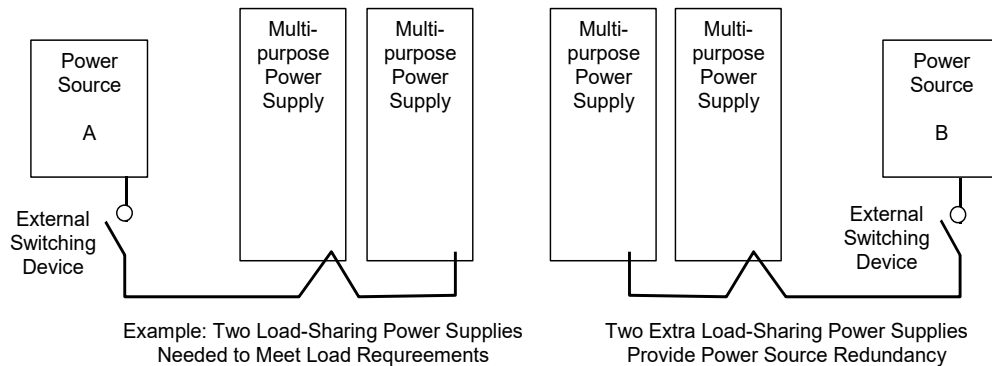 Power
Source
A
External
Switching
Device
Multi-
purpose
Power
Supply
Multi-
purpose
Power
Supply
Example: Two Load-Sharing Power Supplies
Needed to Meet Load Requreements
Multi-
purpose
Power
Supply
Multi-
purpose
Power
Supply
Power
Source
B
External
Switching
Device
Two Extra Load-Sharing Power Supplies
Provide Power Source Redundancy